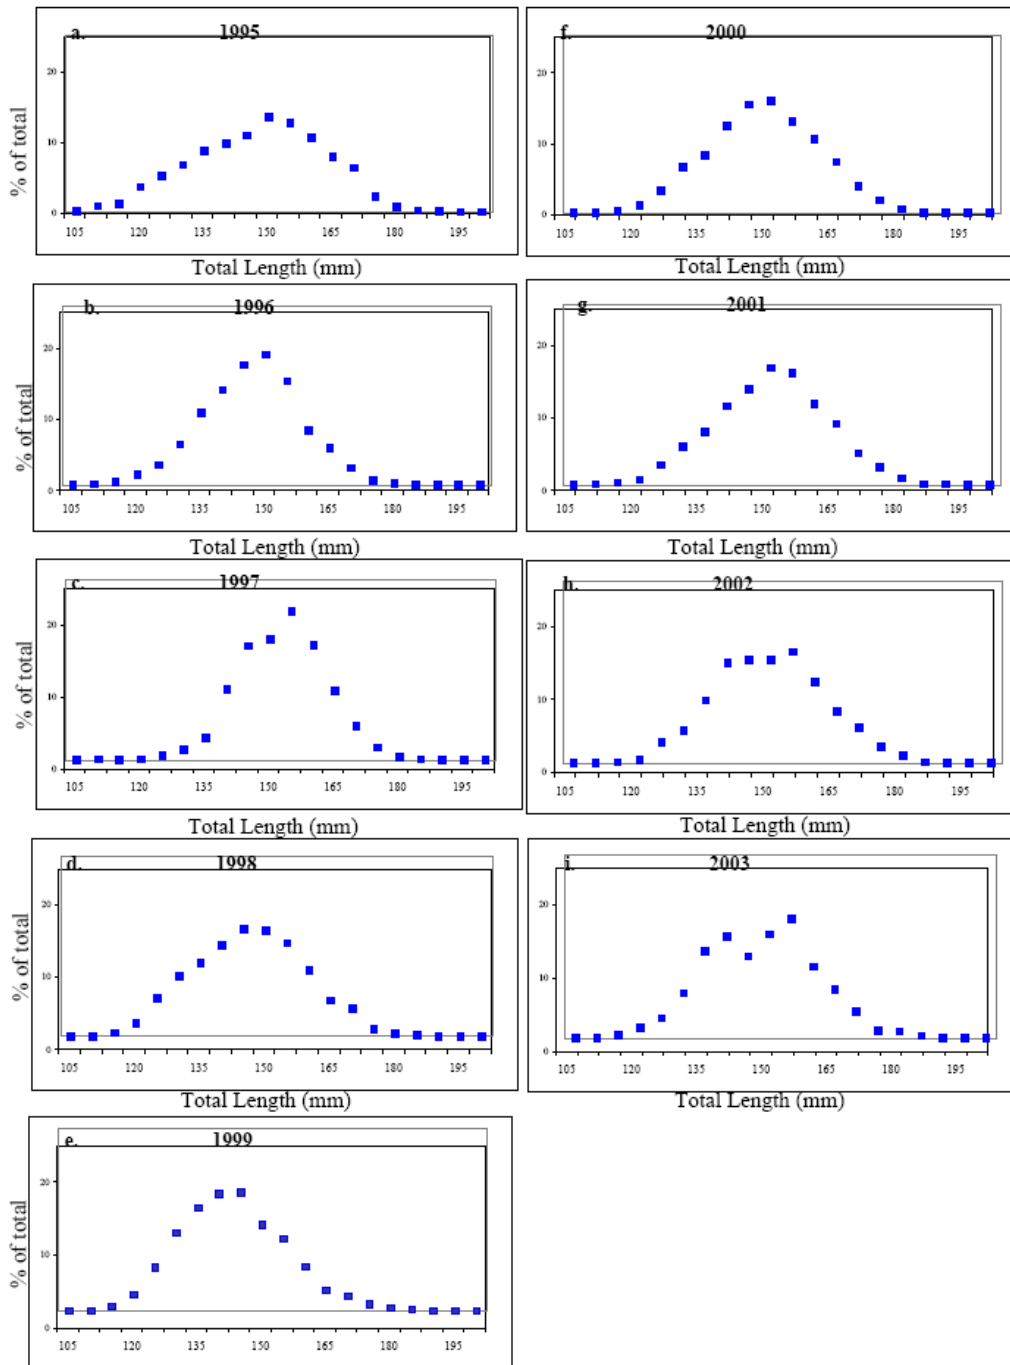 a. 1995
% of total
20
10
0
105 120 135 150 165 180 195
Total Length (mm)
b. 1996
% of total
20
10
0
105 120 135 150 165 180 195
Total Length (mm)
c. 1997
% of total
20
10
0
105 120 135 150 165 180 195
Total Length (mm)
d. 1998
% of total
20
10
0
105 120 135 150 165 180 195
Total Length (mm)
e. 1999
% of total
20
10
0
105 120 135 150 165 180 195
f. 2000
20
10
0
105 120 135 150 165 180 195
Total Length (mm)
g. 2001
20
10
0
105 120 135 150 165 180 195
Total Length (mm)
h. 2002
20
10
0
105 120 135 150 165 180 195
Total Length (mm)
i. 2003
20
10
0
105 120 135 150 165 180 195
Total Length (mm)